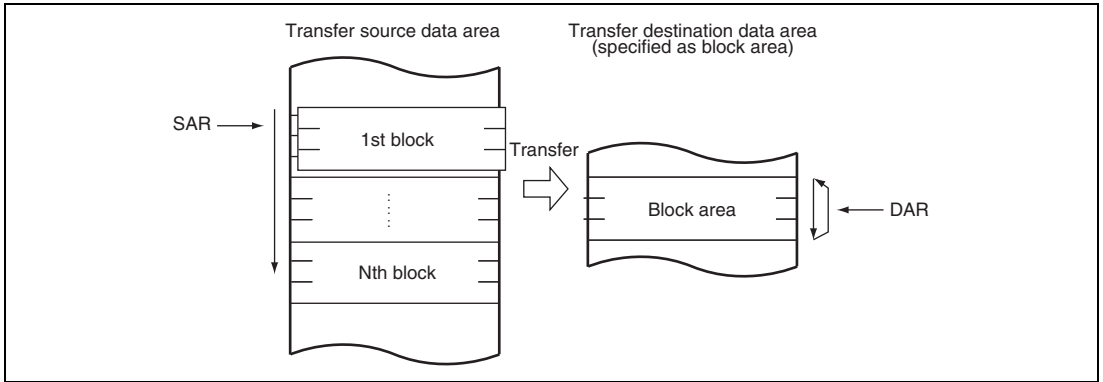 Transfer source data area
Transfer destination data area
(specified as block area)
SAR
1st block
Transfer
Block area
DAR
Nth block